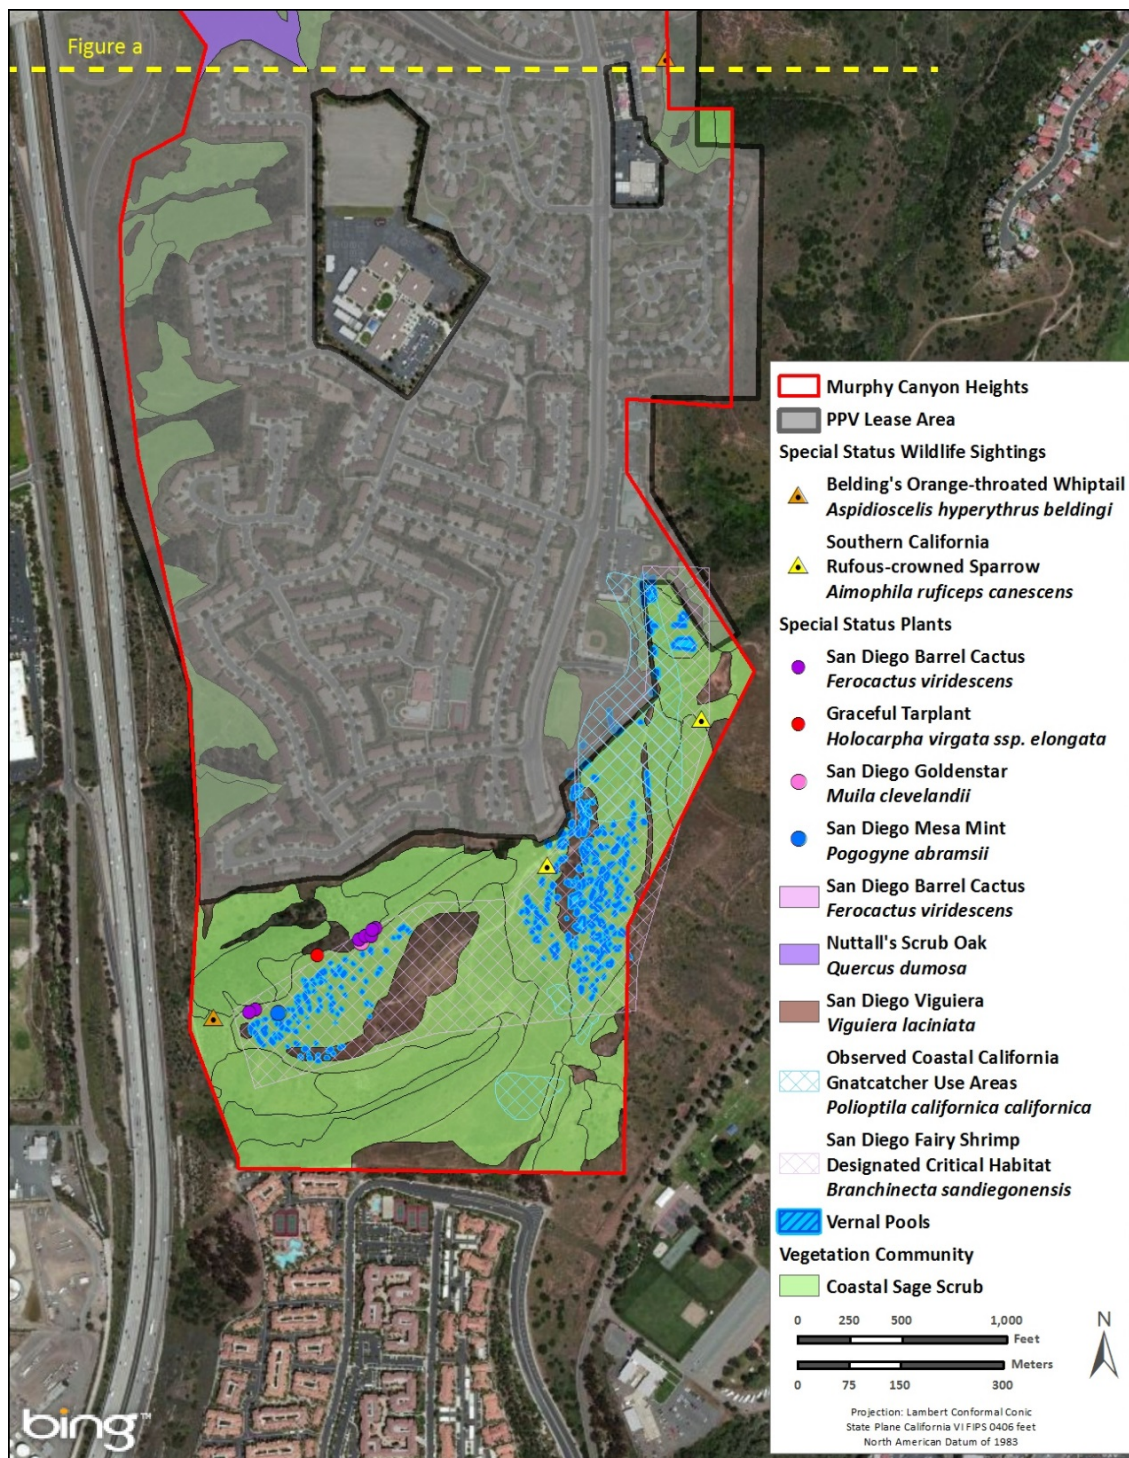 Figure a
Murphy Canyon Heights
PPV Lease Area
Special Status Wildlife Sightings
Belding's Orange-throated Whiptail
Aspidioscelis hyperythrus beldingi
Southern California
Rufous-crowned Sparrow
Aimophila ruficeps canescens
Special Status Plants
San Diego Barrel Cactus
Ferocactus viridescens
Graceful Tarplant
Holocarpha virgata ssp. elongata
San Diego Goldenstar
Muila clevelandii
San Diego Mesa Mint
Pogogyne abramsii
San Diego Barrel Cactus
Ferocactus viridescens
Nuttall's Scrub Oak
Quercus dumosa
San Diego Viguiera
Viguiera laciniata
Observed Coastal California
Gnatcatcher Use Areas
Polioptila californica californica
San Diego Fairy Shrimp
Designated Critical Habitat
Branchinecta sandiegonensis
Vernal Pools
Vegetation Community
Coastal Sage Scrub
0 250 500 1,000
Feet
Meters
0 75 150 300
N
Projection: Lambert Conformal Conic
State Plane California VI FIPS 0406 feet
North American Datum of 1983
bing™